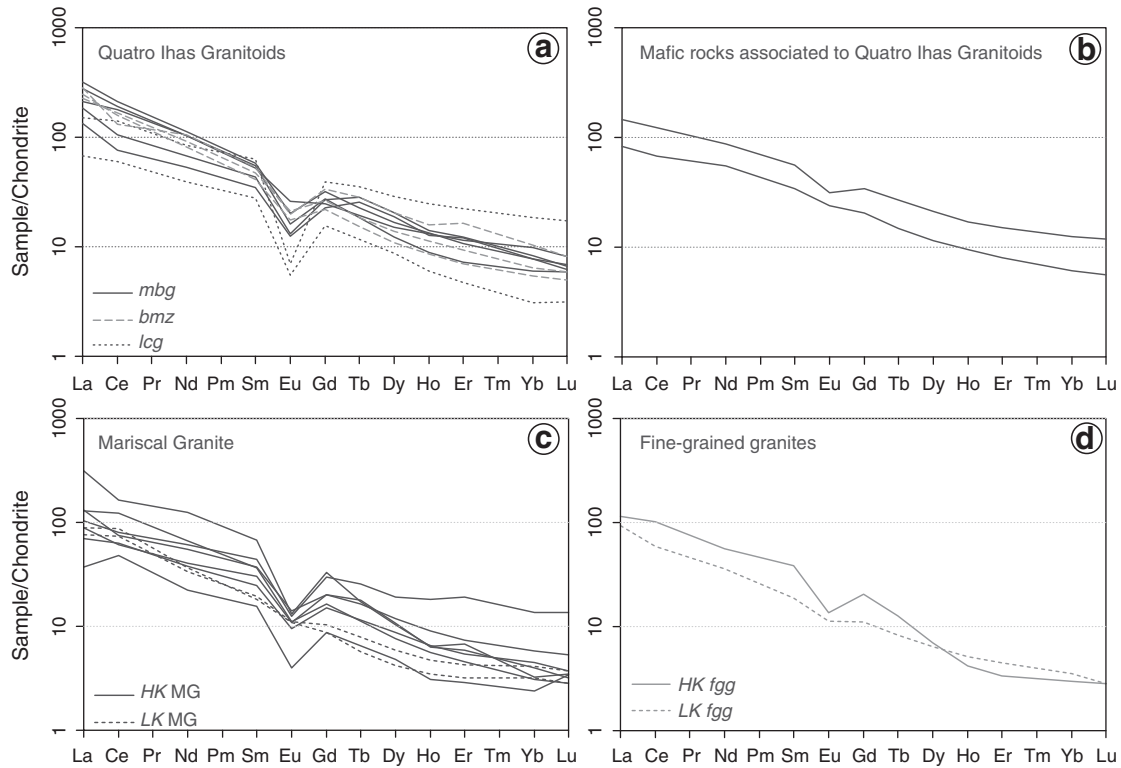 Sample/Chondrite
1000
100
10
1
Quatro Ihas Granitoids
a
mbg
bmz
lcg
La Ce Pr Nd Pm Sm Eu Gd Tb Dy Ho Er Tm Yb Lu
1000
100
10
1
Mafic rocks associated to Quatro Ihas Granitoids
b
La Ce Pr Nd Pm Sm Eu Gd Tb Dy Ho Er Tm Yb Lu
Sample/Chondrite
1000
100
10
1
Mariscal Granite
c
HK MG
LK MG
La Ce Pr Nd Pm Sm Eu Gd Tb Dy Ho Er Tm Yb Lu
1000
100
10
1
Fine-grained granites
d
HK fgg
LK fgg
La Ce Pr Nd Pm Sm Eu Gd Tb Dy Ho Er Tm Yb Lu